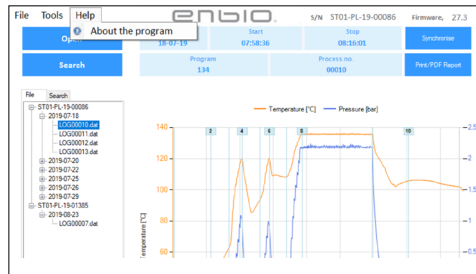 File Tools Help
enbio.
S/N ST01-PL-19-00086 Firmware, 27.3
About the program
Open
18-07-19
Start
07:58:36
Stop
08:16:01
Synchronise
Search
Program
134
Process no.
00010
Print/PDF Report
File Search
ST01-PL-19-00086
2019-07-18
LOG00010.dat
LOG00011.dat
LOG00012.dat
LOG00013.dat
2019-07-20
2019-07-22
2019-07-25
2019-07-26
2019-07-29
ST01-PL-19-01385
2019-08-23
LOG00007.dat
Temperature [°C] Pressure [bar]
140
120
100
80
60
Temperature [°C]
2 4 6 8 10
2.5
2
1.5
1
0.5